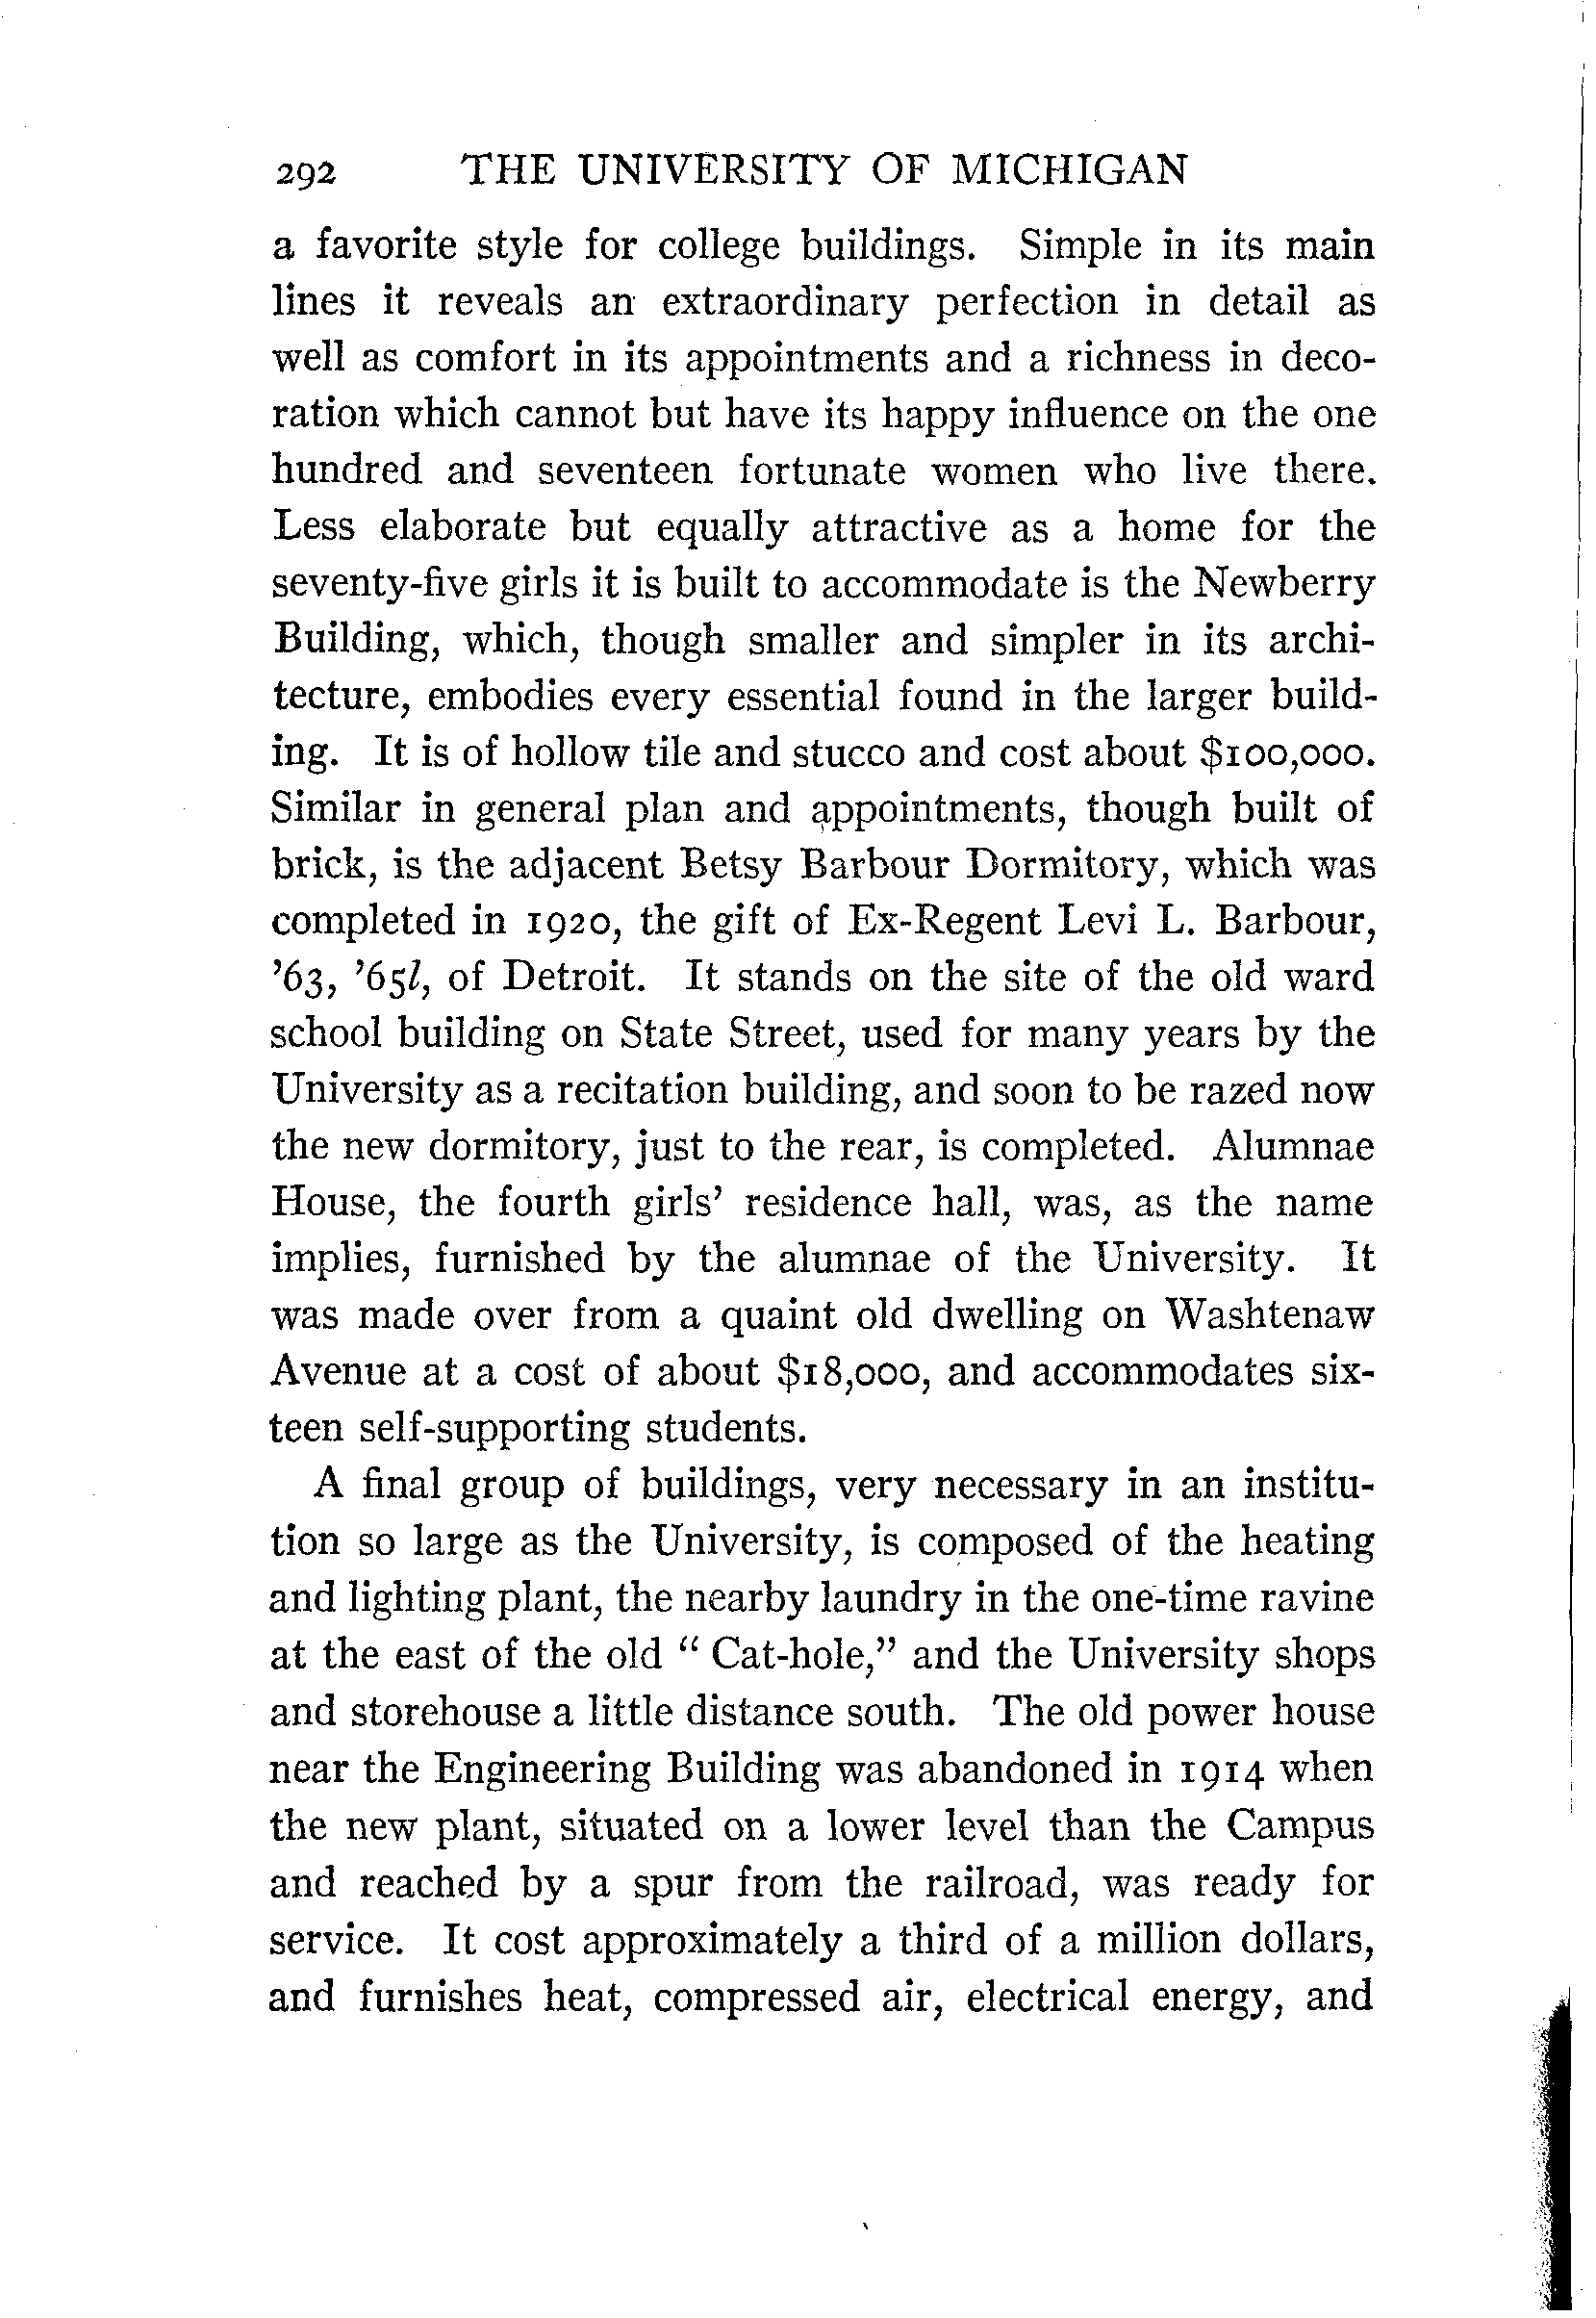 292 THE UNIVERSITY OF MICHIGAN
a favorite style for college buildings. Simple in its main
lines it reveals an extraordinary perfection in detail as
well as comfort in its appointments and a richness in deco-
ration which cannot but have its happy influence on the one
hundred and seventeen fortunate women who live there.
Less elaborate but equally attractive as a home for the
seventy-five girls it is built to accommodate is the Newberry
Building, which, though smaller and simpler in its archi-
tecture, embodies every essential found in the larger build-
ing. It is of hollow tile and stucco and cost about $100,000.
Similar in general plan and appointments, though built of
brick, is the adjacent Betsy Barbour Dormitory, which was
completed in 1920, the gift of Ex-Regent Levi L. Barbour,
’63, ’65l, of Detroit. It stands on the site of the old ward
school building on State Street, used for many years by the
University as a recitation building, and soon to be razed now
the new dormitory, just to the rear, is completed. Alumnae
House, the fourth girls’ residence hall, was, as the name
implies, furnished by the alumnae of the University. It
was made over from a quaint old dwelling on Washtenaw
Avenue at a cost of about $18,000, and accommodates six-
teen self-supporting students.
A final group of buildings, very necessary in an institu-
tion so large as the University, is composed of the heating
and lighting plant, the nearby laundry in the one-time ravine
at the east of the old “ Cat-hole,” and the University shops
and storehouse a little distance south. The old power house
near the Engineering Building was abandoned in 1914 when
the new plant, situated on a lower level than the Campus
and reached by a spur from the railroad, was ready for
service. It cost approximately a third of a million dollars,
and furnishes heat, compressed air, electrical energy, and